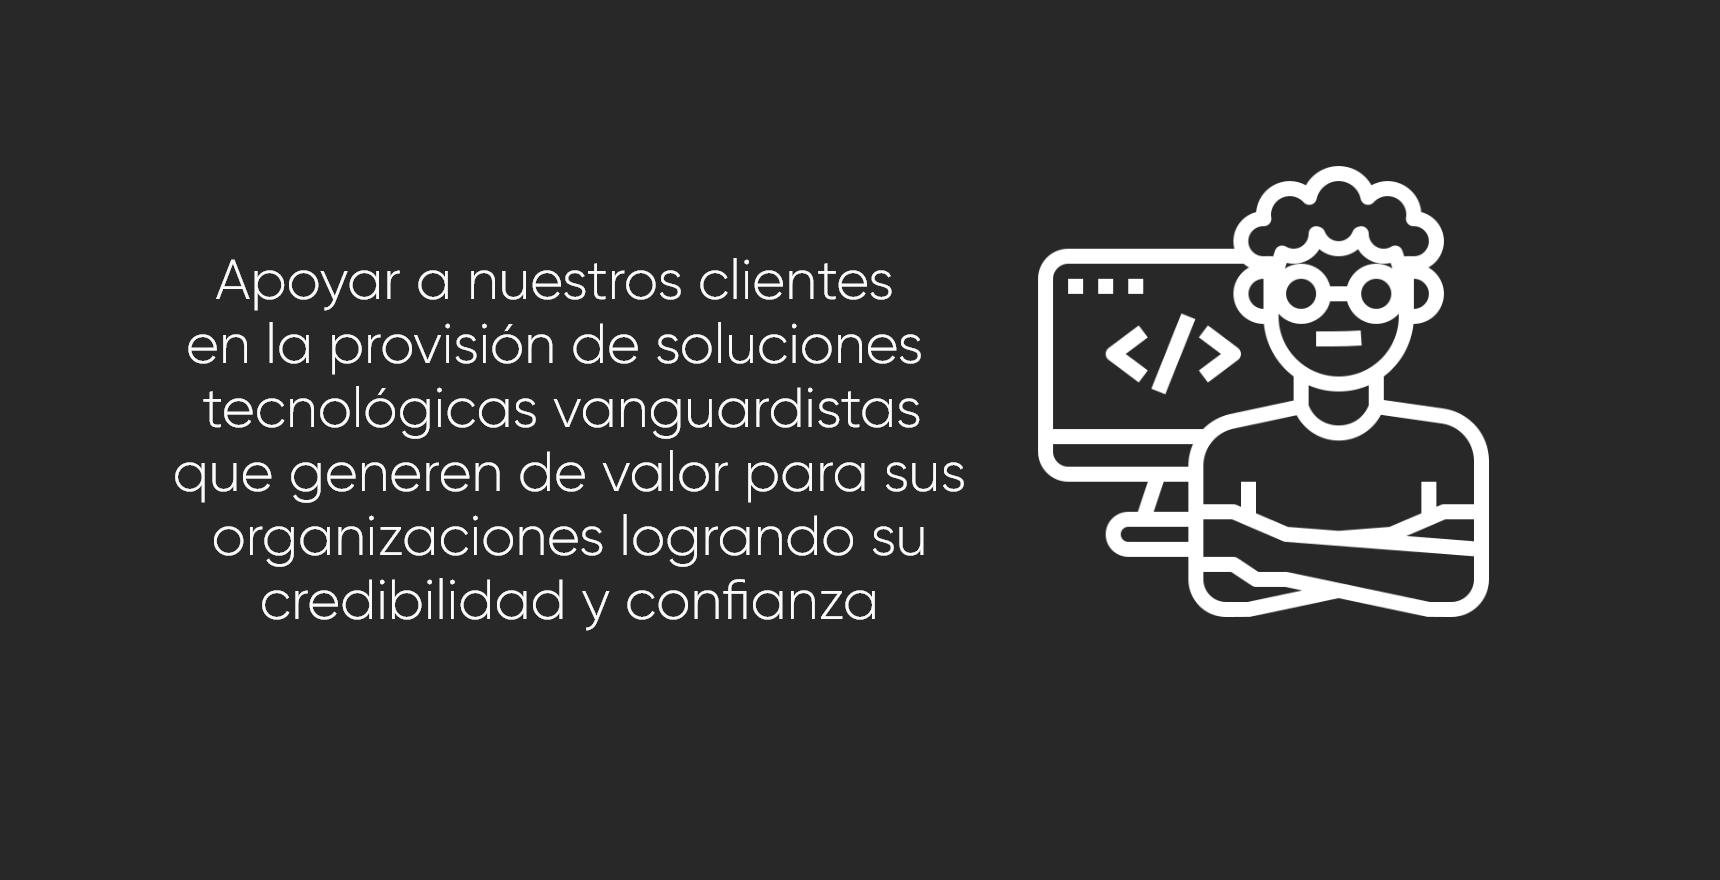 Apoyar a nuestros clientes
en la provisión de soluciones
tecnológicas vanguardistas
que generen de valor para sus
organizaciones logrando su
credibilidad y confianza